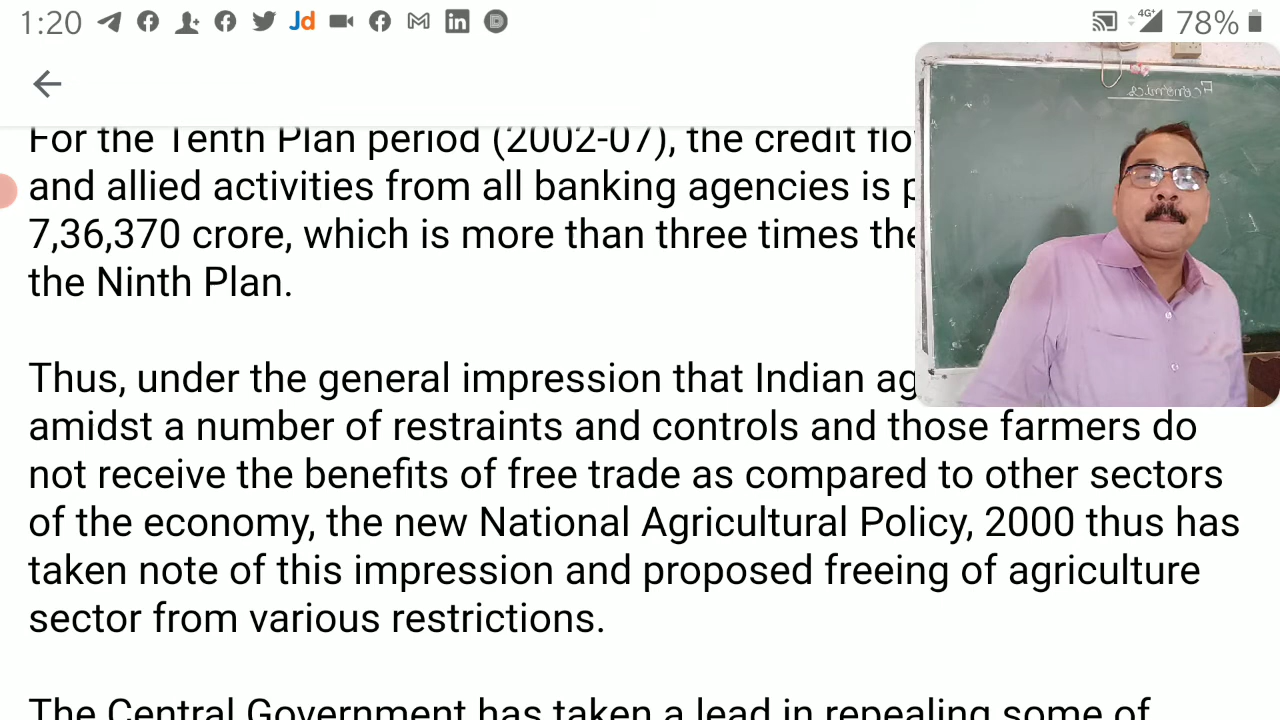 1:20
78%
4G+
Economics
For the Tenth Plan period (2002-07), the credit flo
and allied activities from all banking agencies is p
7,36,370 crore, which is more than three times the
the Ninth Plan.
Thus, under the general impression that Indian ag
amidst a number of restraints and controls and those farmers do
not receive the benefits of free trade as compared to other sectors
of the economy, the new National Agricultural Policy, 2000 thus has
taken note of this impression and proposed freeing of agriculture
sector from various restrictions.
The Central Government has taken a lead in repealing some of